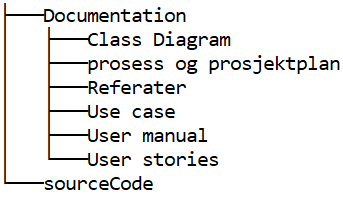 Documentation
Class Diagram
prosess og prosjektplan
Referater
Use case
User manual
User stories
sourceCode